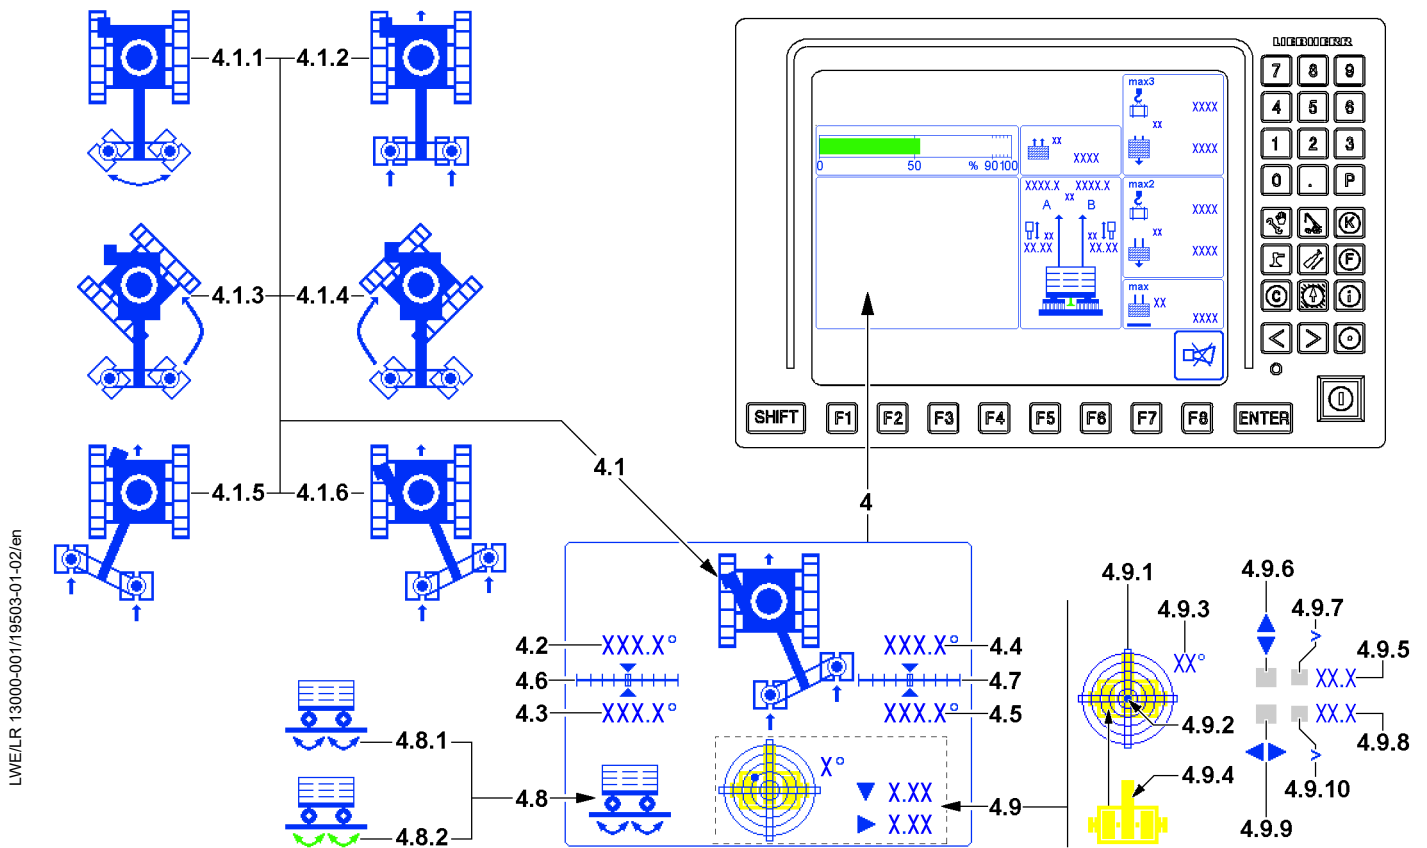 4.1.1
4.1.2
4.1.3
4.1.4
4.1.5
4.1.6
4.1
4
LIEBHERR
7 8 9
4 5 6
1 2 3
0 . P
K
F
C i
< >
SHIFT F1 F2 F3 F4 F5 F6 F7 F8 ENTER
0 50 % 90 100
xx
XXXX
XXXX.X XXXX.X
xx
A B
xx xx
XX.XX XX.XX
max3
XXXX
xx
XXXX
max2
XXXX
xx
XXXX
max
XX
XXXX
4.2 XXX.X° XXX.X° 4.4
4.6 4.7
4.3 XXX.X° XXX.X° 4.5
4.8.1
4.8
4.8.2
X°
X.XX
X.XX
4.9
4.9.1
4.9.3
XX°
4.9.2
4.9.4
4.9.6
4.9.7
4.9.5
XX.X
XX.X
4.9.8
4.9.10
4.9.9
LWE/LR 13000-001/19503-01-02/en